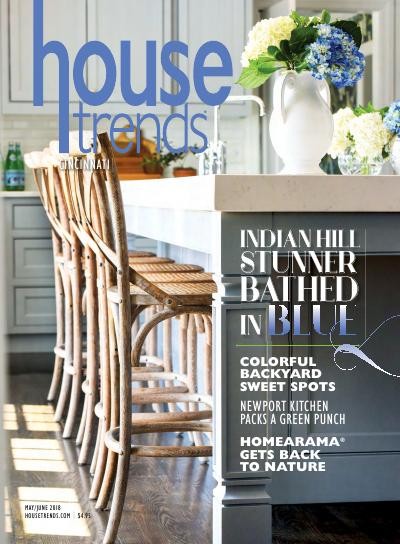 house
trends
CINCINNATI
INDIAN HILL
STUNNER
BATHED
IN BLUE
COLORFUL
BACKYARD
SWEET SPOTS
NEWPORT KITCHEN
PACKS A GREEN PUNCH
HOMEARAMA®
GETS BACK
TO NATURE
MAY/JUNE 2018
HOUSETRENDS.COM | $4.95